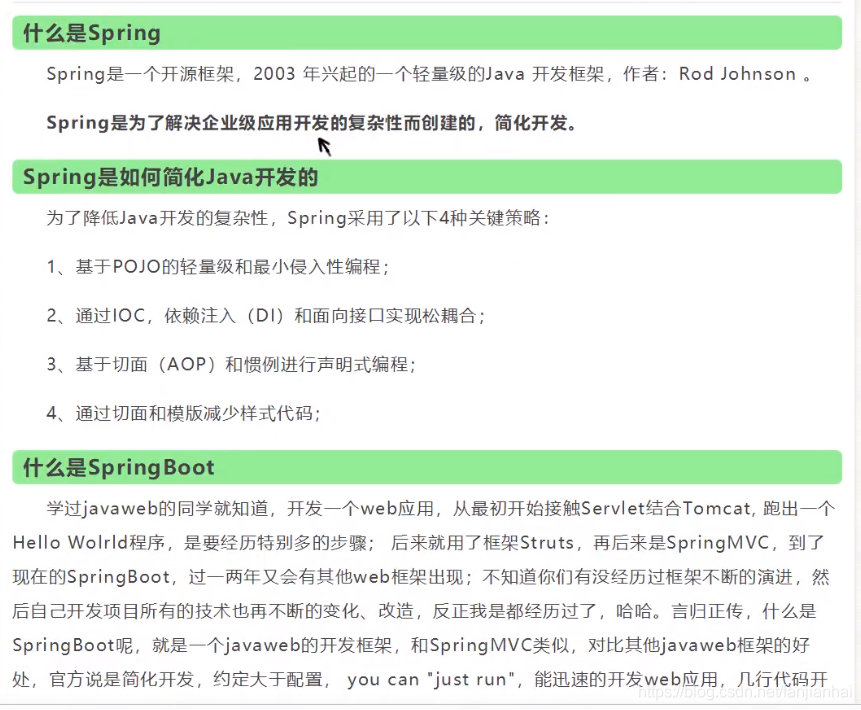 什么是Spring
Spring是一个开源框架，2003 年兴起的一个轻量级的Java 开发框架，作者：Rod Johnson 。
Spring是为了解决企业级应用开发的复杂性而创建的，简化开发。
Spring是如何简化Java开发的
为了降低Java开发的复杂性，Spring采用了以下4种关键策略：
1、基于POJO的轻量级和最小侵入性编程；
2、通过IOC，依赖注入（DI）和面向接口实现松耦合；
3、基于切面（AOP）和惯例进行声明式编程；
4、通过切面和模版减少样式代码；
什么是SpringBoot
学过javaweb的同学就知道，开发一个web应用，从最初开始接触Servlet结合Tomcat, 跑出一个
Hello Wolrld程序，是要经历特别多的步骤； 后来就用了框架Struts，再后来是SpringMVC，到了
现在的SpringBoot，过一两年又会有其他web框架出现；不知道你们有没经历过框架不断的演进，然
后自己开发项目所有的技术也再不断的变化、改造，反正我是都经历过了，哈哈。言归正传，什么是
SpringBoot呢，就是一个javaweb的开发框架，和SpringMVC类似，对比其他javaweb框架的好
处，官方说是简化开发，约定大于配置， you can "just run"，能迅速的开发web应用，几行代码开
https://blog.csdn.net/fanjianhai